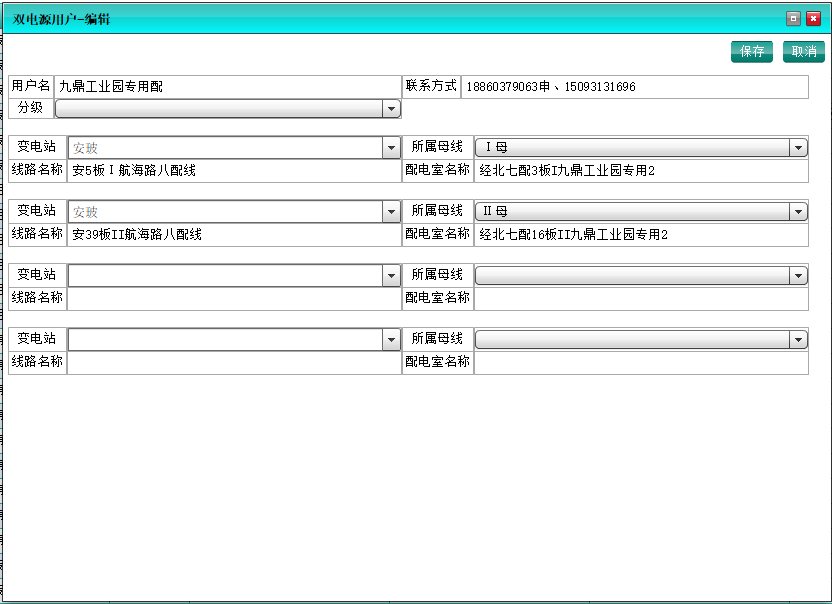 双电源用户-编辑
保存 取消
用户名 九鼎工业园专用配 联系方式 18860379063申、15093131696
分级
变电站 安玻 所属母线 Ⅰ母
线路名称 安5板Ⅰ航海路八配线 配电室名称 经北七配3板I九鼎工业园专用2
变电站 安玻 所属母线 Ⅱ母
线路名称 安39板II航海路八配线 配电室名称 经北七配16板II九鼎工业园专用2
变电站 所属母线
线路名称 配电室名称
变电站 所属母线
线路名称 配电室名称